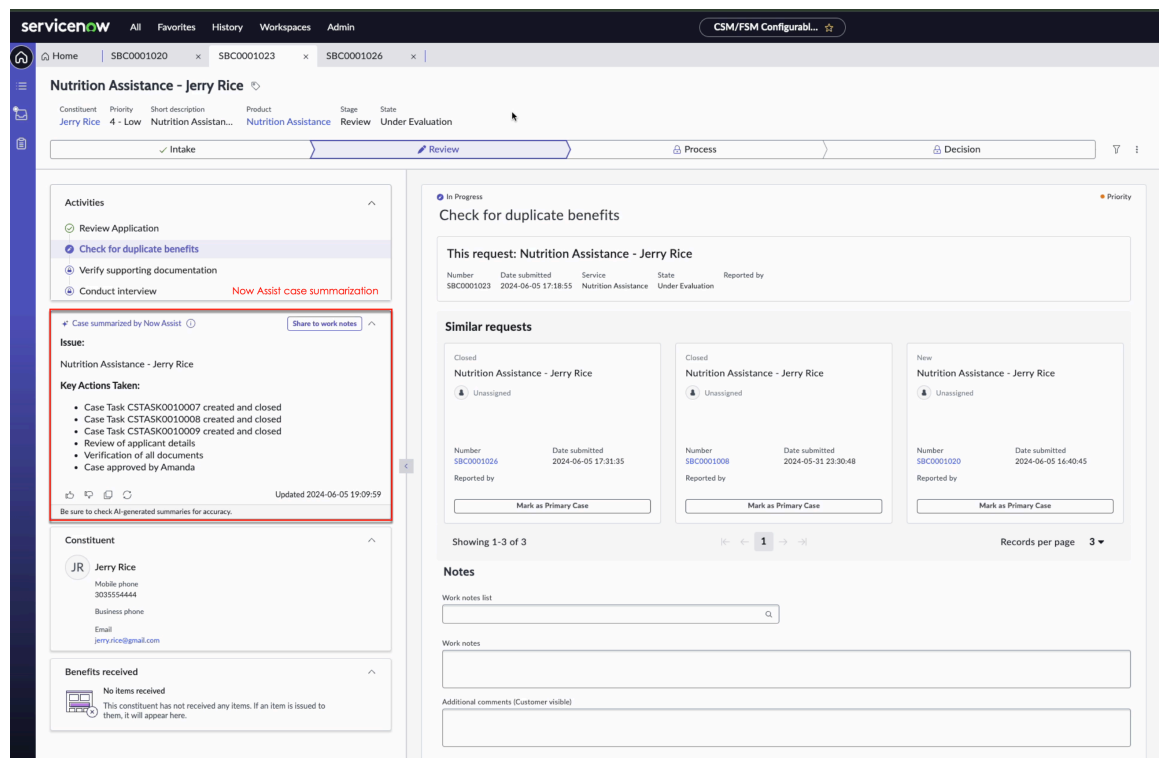 servicenow All Favorites History Workspaces Admin CSM/FSM Configurabl...
Home SBC0001020 × SBC0001023 × SBC0001026 ×
Nutrition Assistance - Jerry Rice
Constituent Priority Short description Product Stage State
Jerry Rice 4 - Low Nutrition Assistan... Nutrition Assistance Review Under Evaluation
Intake Review Process Decision
Activities
Review Application
Check for duplicate benefits
Verify supporting documentation
Conduct interview
Now Assist case summarization
Case summarized by Now Assist Share to work notes
Issue:
Nutrition Assistance - Jerry Rice
Key Actions Taken:
• Case Task CSTASK0010007 created and closed
• Case Task CSTASK0010008 created and closed
• Case Task CSTASK0010009 created and closed
• Review of applicant details
• Verification of all documents
• Case approved by Amanda
Updated 2024-06-05 19:09:59
Be sure to check AI-generated summaries for accuracy.
Constituent
JR Jerry Rice
Mobile phone
3035554444
Business phone
Email
jerry.rice@gmail.com
Benefits received
No items received
This constituent has not received any items. If an item is issued to
them, it will appear here.
In Progress Priority
Check for duplicate benefits
This request: Nutrition Assistance - Jerry Rice
Number Date submitted Service State Reported by
SBC0001023 2024-06-05 17:18:55 Nutrition Assistance Under Evaluation
Similar requests
Closed
Nutrition Assistance - Jerry Rice
Unassigned
Number Date submitted
SBC0001026 2024-06-05 17:31:35
Reported by
Mark as Primary Case
Closed
Nutrition Assistance - Jerry Rice
Unassigned
Number Date submitted
SBC0001008 2024-05-31 23:30:48
Reported by
Mark as Primary Case
New
Nutrition Assistance - Jerry Rice
Unassigned
Number Date submitted
SBC0001020 2024-06-05 16:40:45
Reported by
Mark as Primary Case
Showing 1-3 of 3 1 Records per page 3
Notes
Work notes list
Work notes
Additional comments (Customer visible)